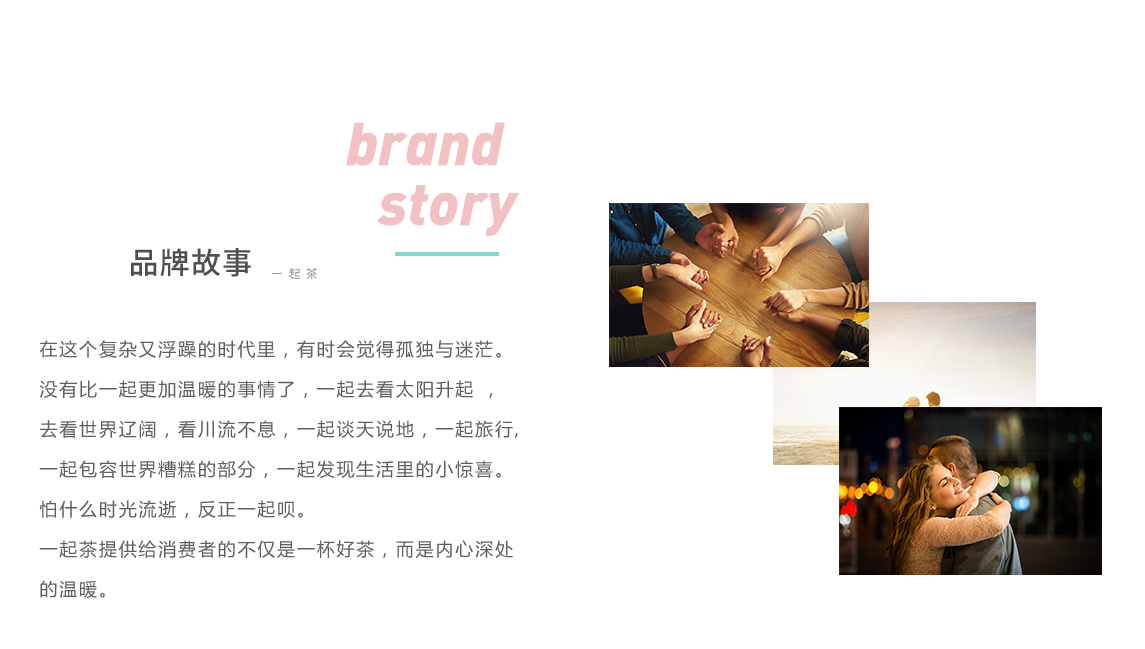 brand
story
品牌故事
一起茶
在这个复杂又浮躁的时代里，有时会觉得孤独与迷茫。
没有比一起更加温暖的事情了，一起去看太阳升起 ，
去看世界辽阔，看川流不息，一起谈天说地，一起旅行,
一起包容世界糟糕的部分，一起发现生活里的小惊喜。
怕什么时光流逝，反正一起呗。
一起茶提供给消费者的不仅是一杯好茶，而是内心深处
的温暖。